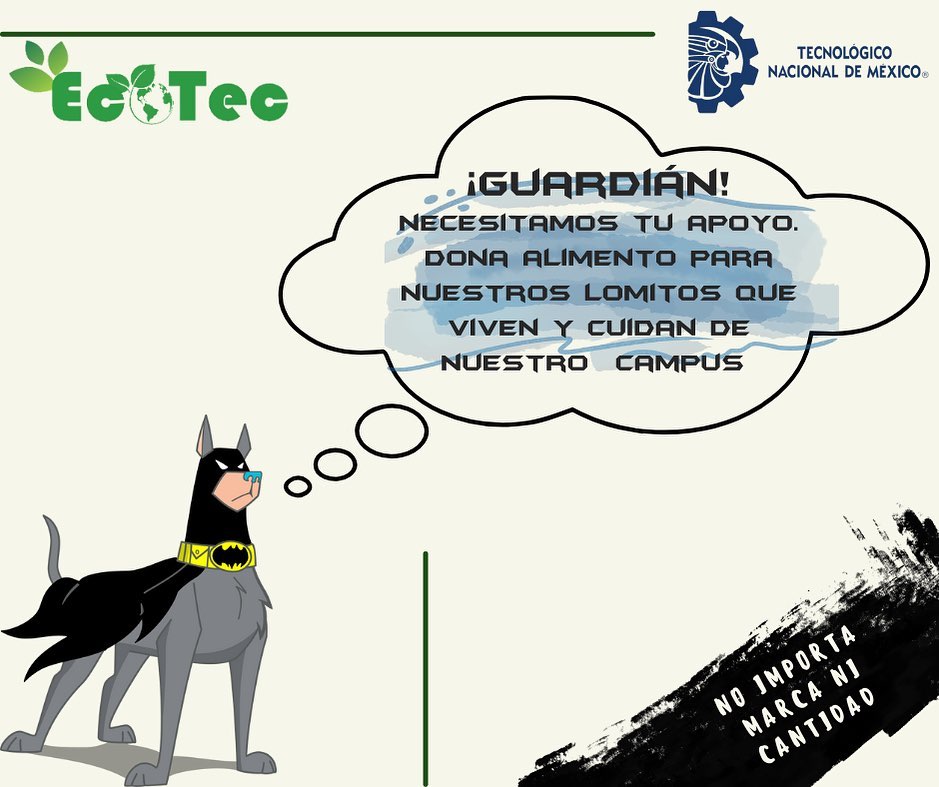 EcoTec
TECNOLÓGICO
NACIONAL DE MÉXICO®
¡GUARDIÁN!
NECESITAMOS TU APOYO.
DONA ALIMENTO PARA
NUESTROS LOMITOS QUE
VIVEN Y CUIDAN DE
NUESTRO CAMPUS
NO IMPORTA
MARCA NI
CANTIDAD